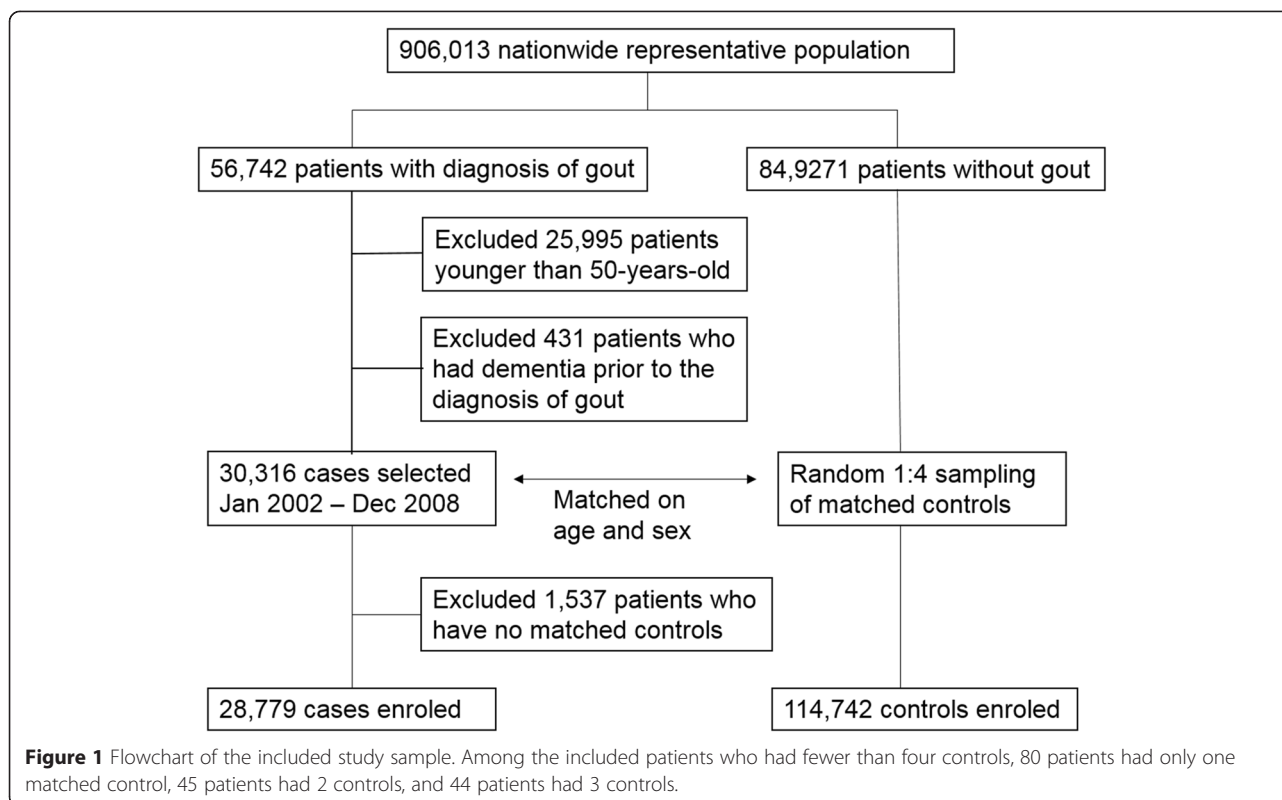 906,013 nationwide representative population
56,742 patients with diagnosis of gout
84,9271 patients without gout
Excluded 25,995 patients
younger than 50-years-old
Excluded 431 patients who
had dementia prior to the
diagnosis of gout
30,316 cases selected
Jan 2002 – Dec 2008
Matched on
age and sex
Random 1:4 sampling
of matched controls
Excluded 1,537 patients who
have no matched controls
28,779 cases enroled
114,742 controls enroled
Figure 1 Flowchart of the included study sample. Among the included patients who had fewer than four controls, 80 patients had only one
matched control, 45 patients had 2 controls, and 44 patients had 3 controls.